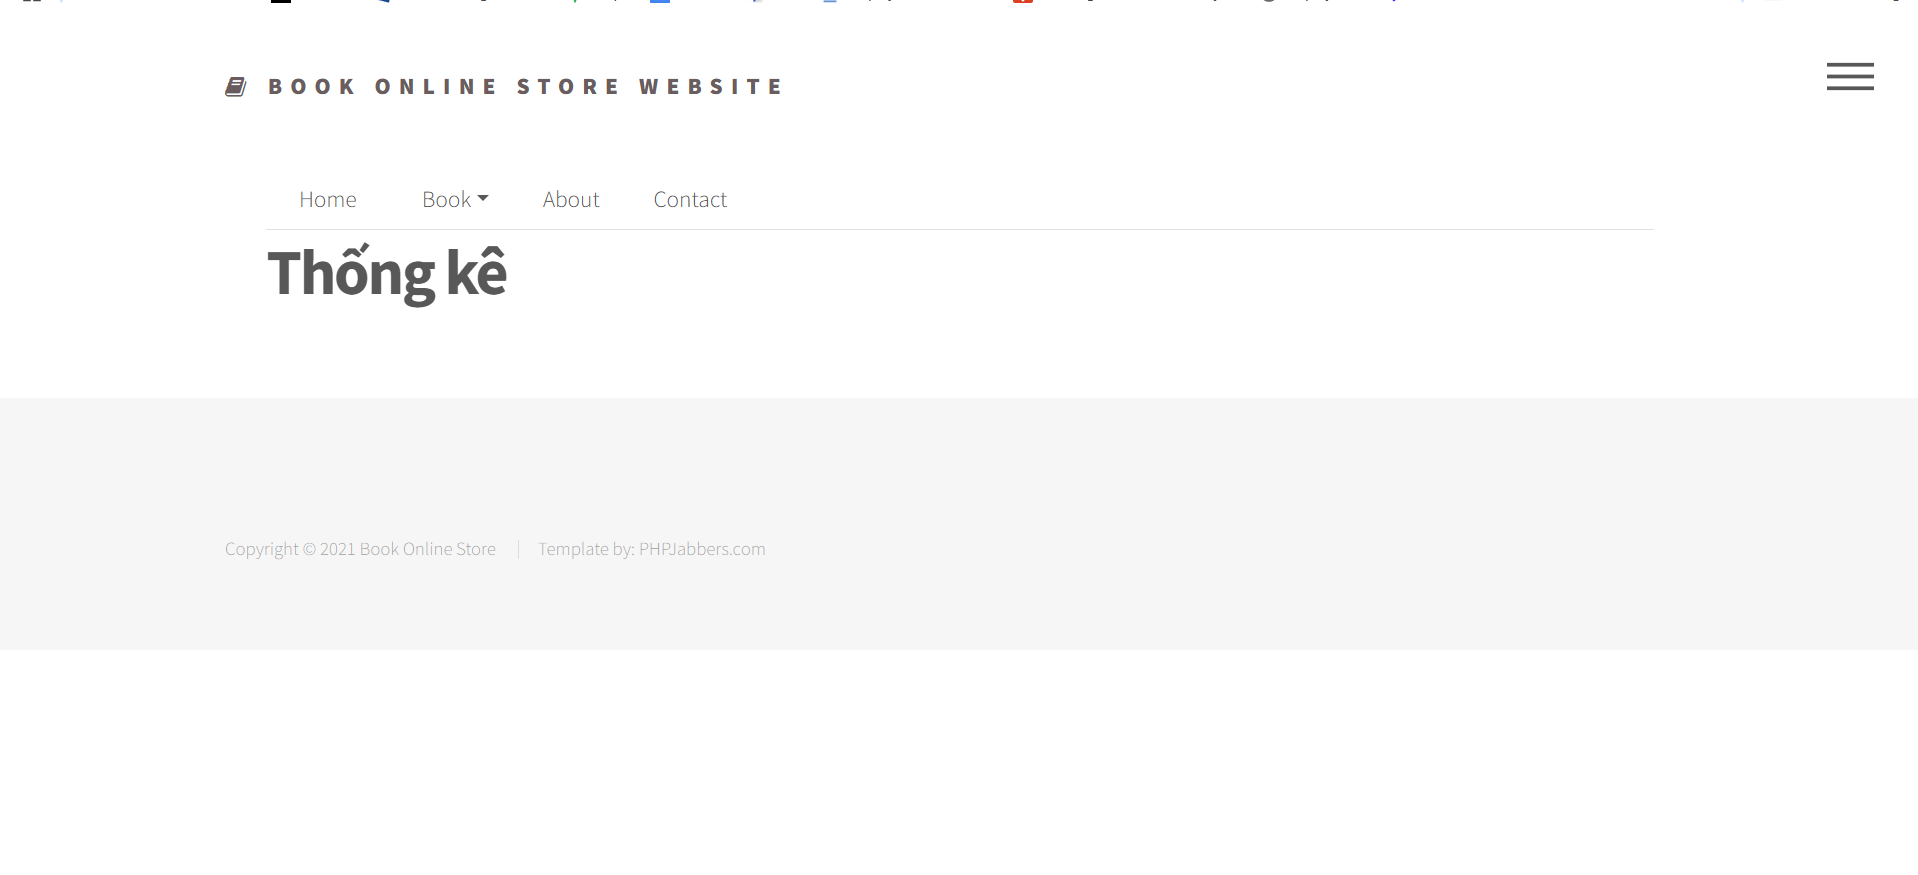 BOOK ONLINE STORE WEBSITE
Home Book About Contact
Thống kê
Copyright © 2021 Book Online Store Template by: PHPJabbers.com